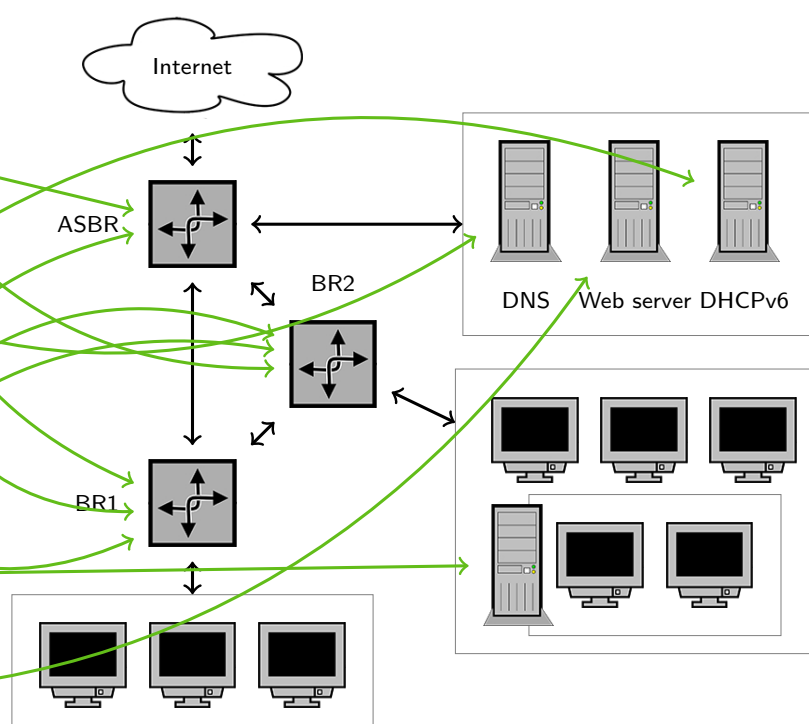 Internet
ASBR
BR2
DNS
Web server
DHCPv6
BR1